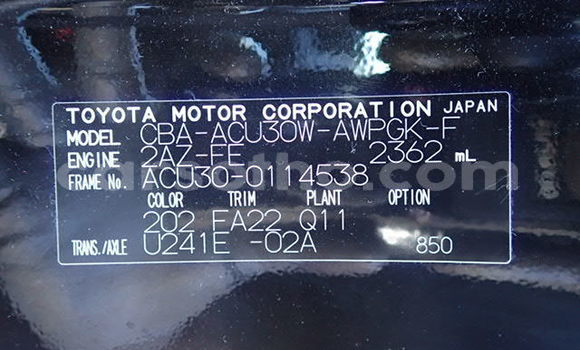 TOYOTA MOTOR CORPORATION JAPAN
MODEL CBA-ACU30W-AWPGK-F
ENGINE 2AZ-FE 2362 mL
FRAME No. ACU30-0114538
COLOR TRIM PLANT OPTION
202 FA22 Q11
TRANS./AXLE U241E -02A 850